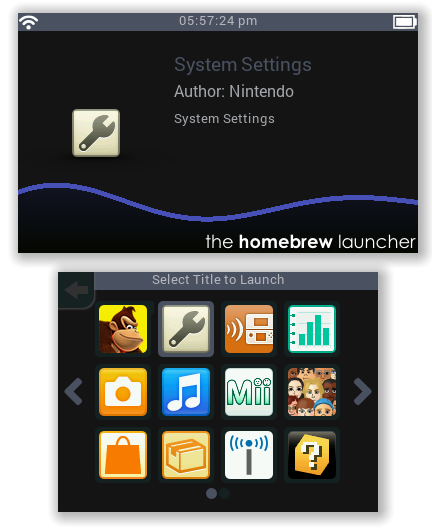 05:57:24 pm
System Settings
Author: Nintendo
System Settings
the homebrew launcher
Select Title to Launch
Mii
?